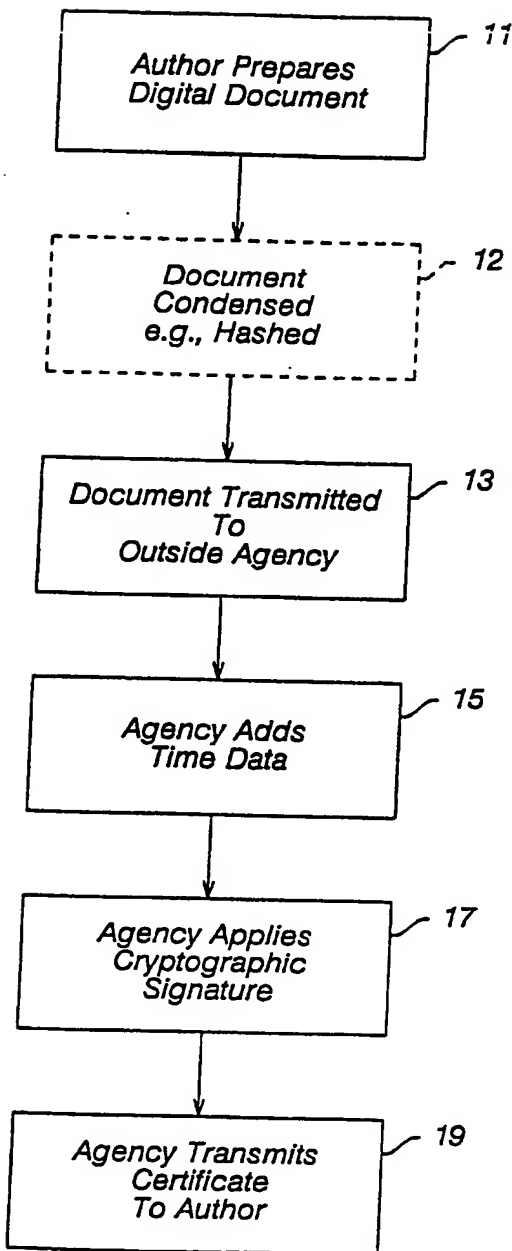 11
Author Prepares
Digital Document
12
Document
Condensed
e.g., Hashed
13
Document Transmitted
To
Outside Agency
15
Agency Adds
Time Data
17
Agency Applies
Cryptographic
Signature
19
Agency Transmits
Certificate
To Author